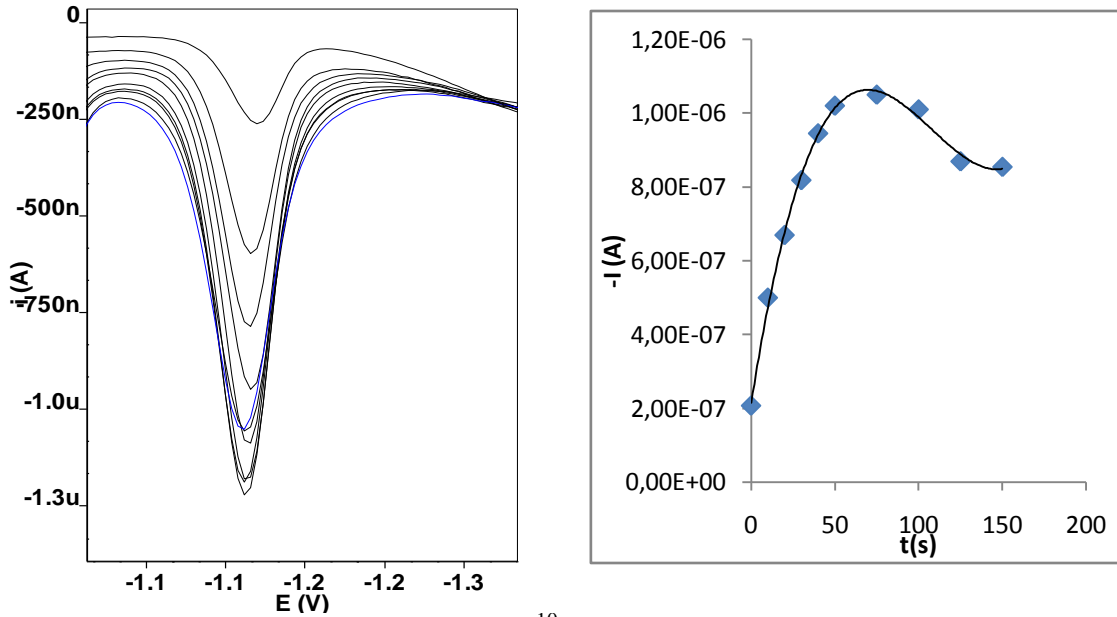 0
-250n
-500n
-750n
-1.0u
-1.3u
i (A)
-1.1
-1.1
-1.2
-1.2
-1.3
E (V)
1,20E-06
1,00E-06
8,00E-07
6,00E-07
4,00E-07
2,00E-07
0,00E+00
-I (A)
0
50
100
150
200
t(s)